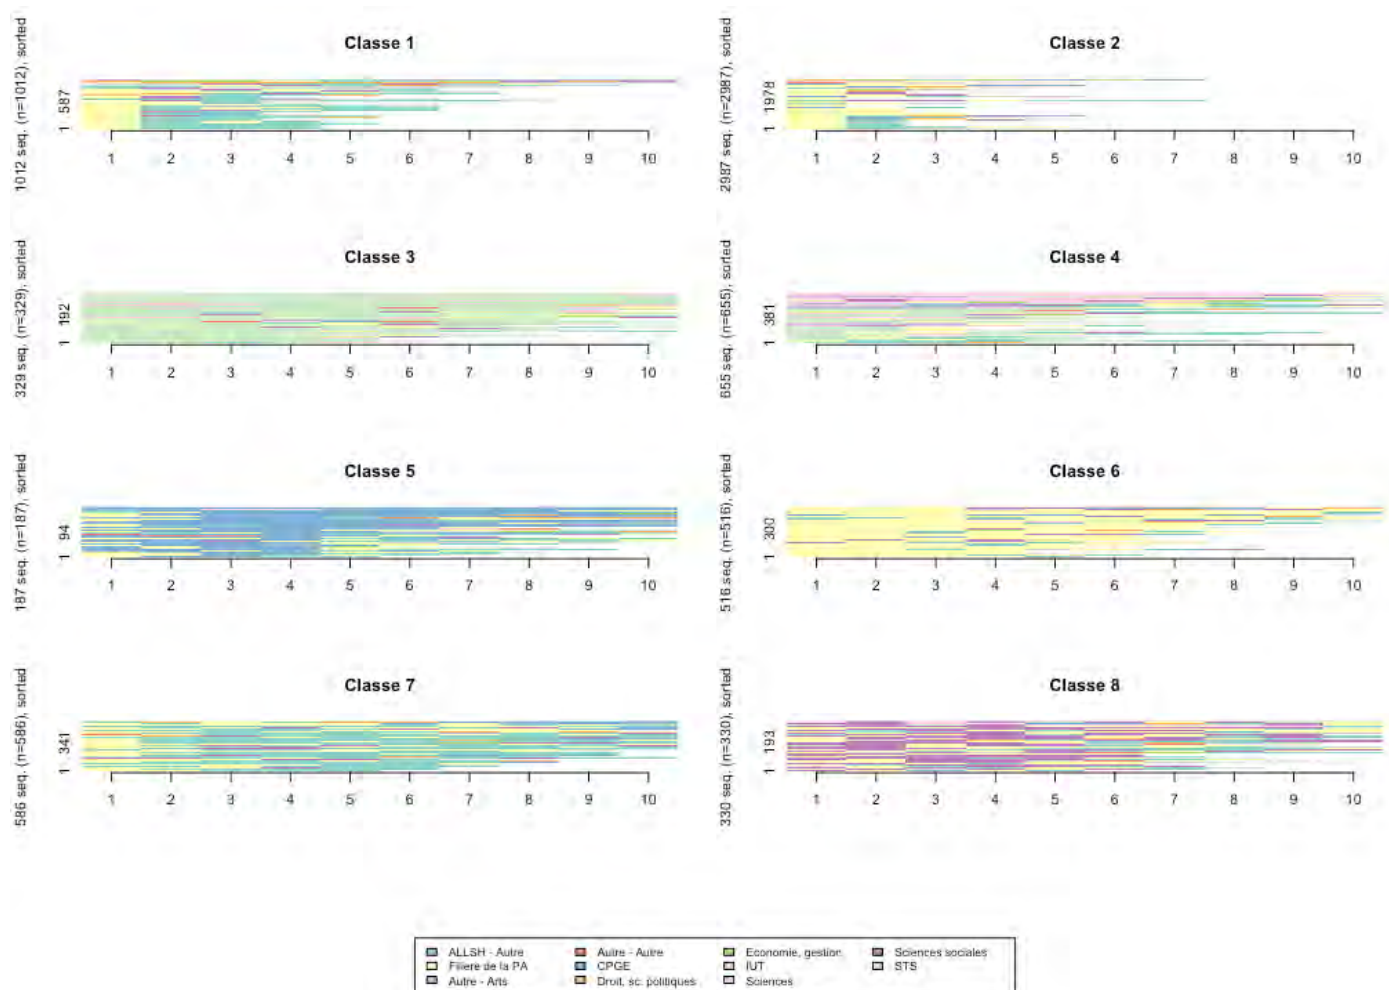 Classe 1
1012 seq. (n=1012), sorted
1 587
1 2 3 4 5 6 7 8 9 10
Classe 2
2987 seq. (n=2987), sorted
1 1978
1 2 3 4 5 6 7 8 9 10
Classe 3
329 seq. (n=329), sorted
1 192
1 2 3 4 5 6 7 8 9 10
Classe 4
655 seq. (n=655), sorted
1 381
1 2 3 4 5 6 7 8 9 10
Classe 5
187 seq. (n=187), sorted
1 94
1 2 3 4 5 6 7 8 9 10
Classe 6
516 seq. (n=516), sorted
1 300
1 2 3 4 5 6 7 8 9 10
Classe 7
586 seq. (n=586), sorted
1 341
1 2 3 4 5 6 7 8 9 10
Classe 8
330 seq. (n=330), sorted
1 193
1 2 3 4 5 6 7 8 9 10
ALLSH - Autre
Filiere de la PA
Autre - Arts
Autre - Autre
CPGE
Droit, sc. politiques
Economie, gestion
IUT
Sciences
Sciences sociales
STS